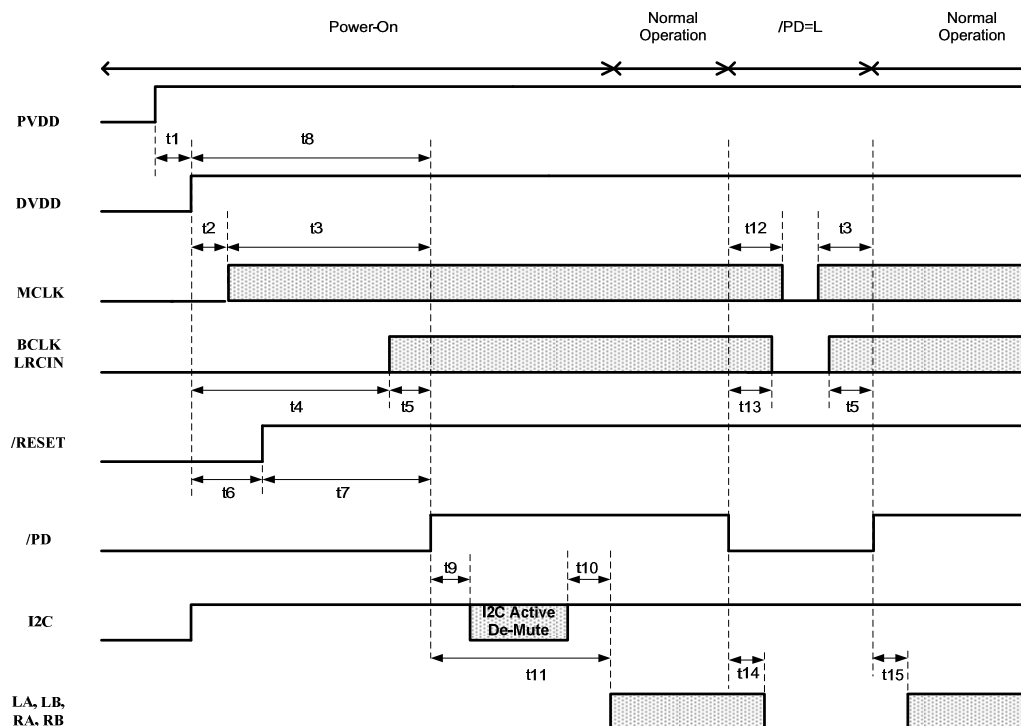 Power-On
Normal
Operation
/PD=L
Normal
Operation
PVDD
t1
t8
DVDD
t2
t3
t12
t3
MCLK
BCLK
LRCIN
t4
t5
t13
t5
/RESET
t6
t7
/PD
t9
t10
I2C
I2C Active
De-Mute
t11
t14
t15
LA, LB,
RA, RB